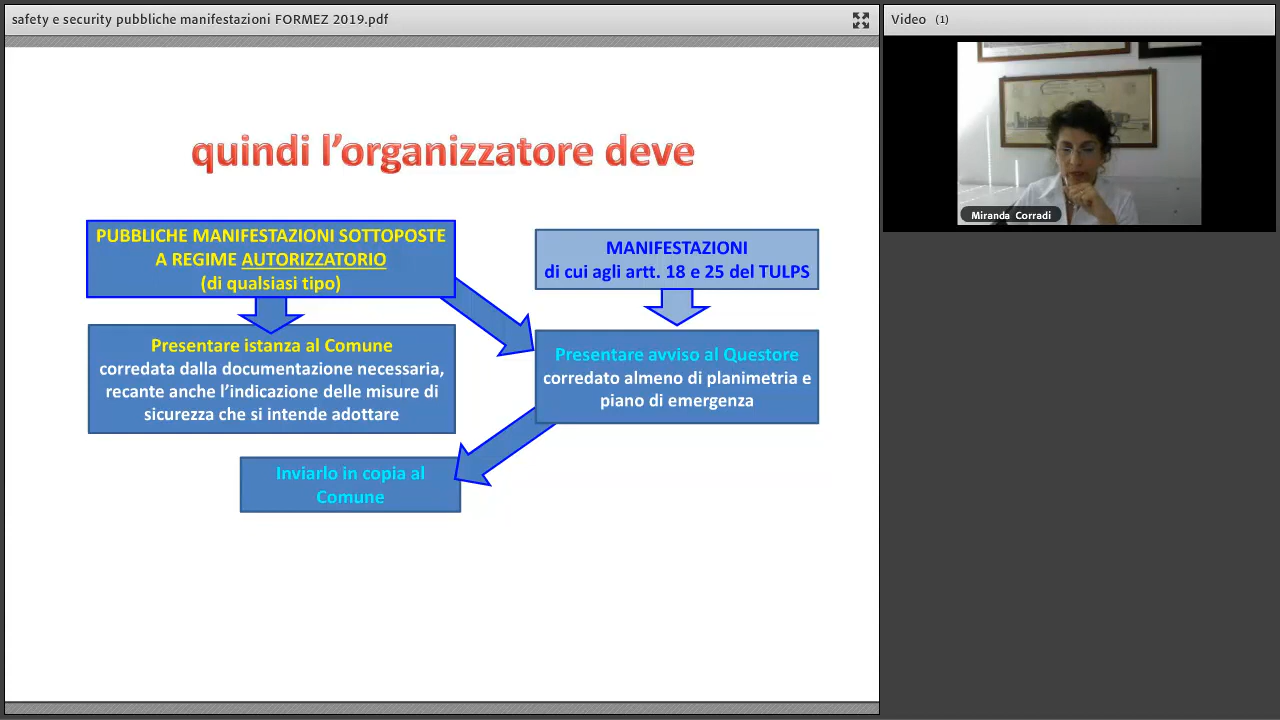 safety e security pubbliche manifestazioni FORMEZ 2019.pdf
Video (1)
Miranda Corradi
quindi l'organizzatore deve
PUBBLICHE MANIFESTAZIONI SOTTOPOSTE
A REGIME AUTORIZZATORIO
(di qualsiasi tipo)
MANIFESTAZIONI
di cui agli artt. 18 e 25 del TULPS
Presentare istanza al Comune
corredata dalla documentazione necessaria,
recante anche l'indicazione delle misure di
sicurezza che si intende adottare
Presentare avviso al Questore
corredato almeno di planimetria e
piano di emergenza
Inviarlo in copia al
Comune